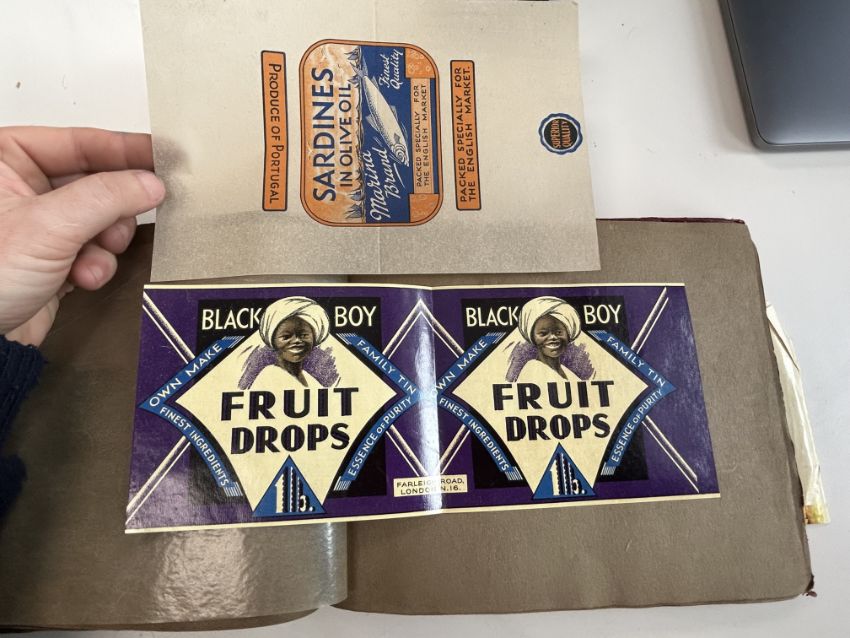 PRODUCE OF PORTUGAL
SARDINES
IN OLIVE OIL
Marina
Brand
Finest
Quality
PACKED SPECIALLY FOR
THE ENGLISH MARKET
PACKED SPECIALLY FOR
THE ENGLISH MARKET.
SUPERIOR
QUALITY
BLACK BOY
OWN MAKE
FAMILY TIN
FRUIT
DROPS
FINEST INGREDIENTS
ESSENCE OF PURITY
1lb.
FARLEIGH ROAD,
LONDON. N.16.
BLACK BOY
OWN MAKE
FAMILY TIN
FRUIT
DROPS
FINEST INGREDIENTS
ESSENCE OF PURITY
1lb.